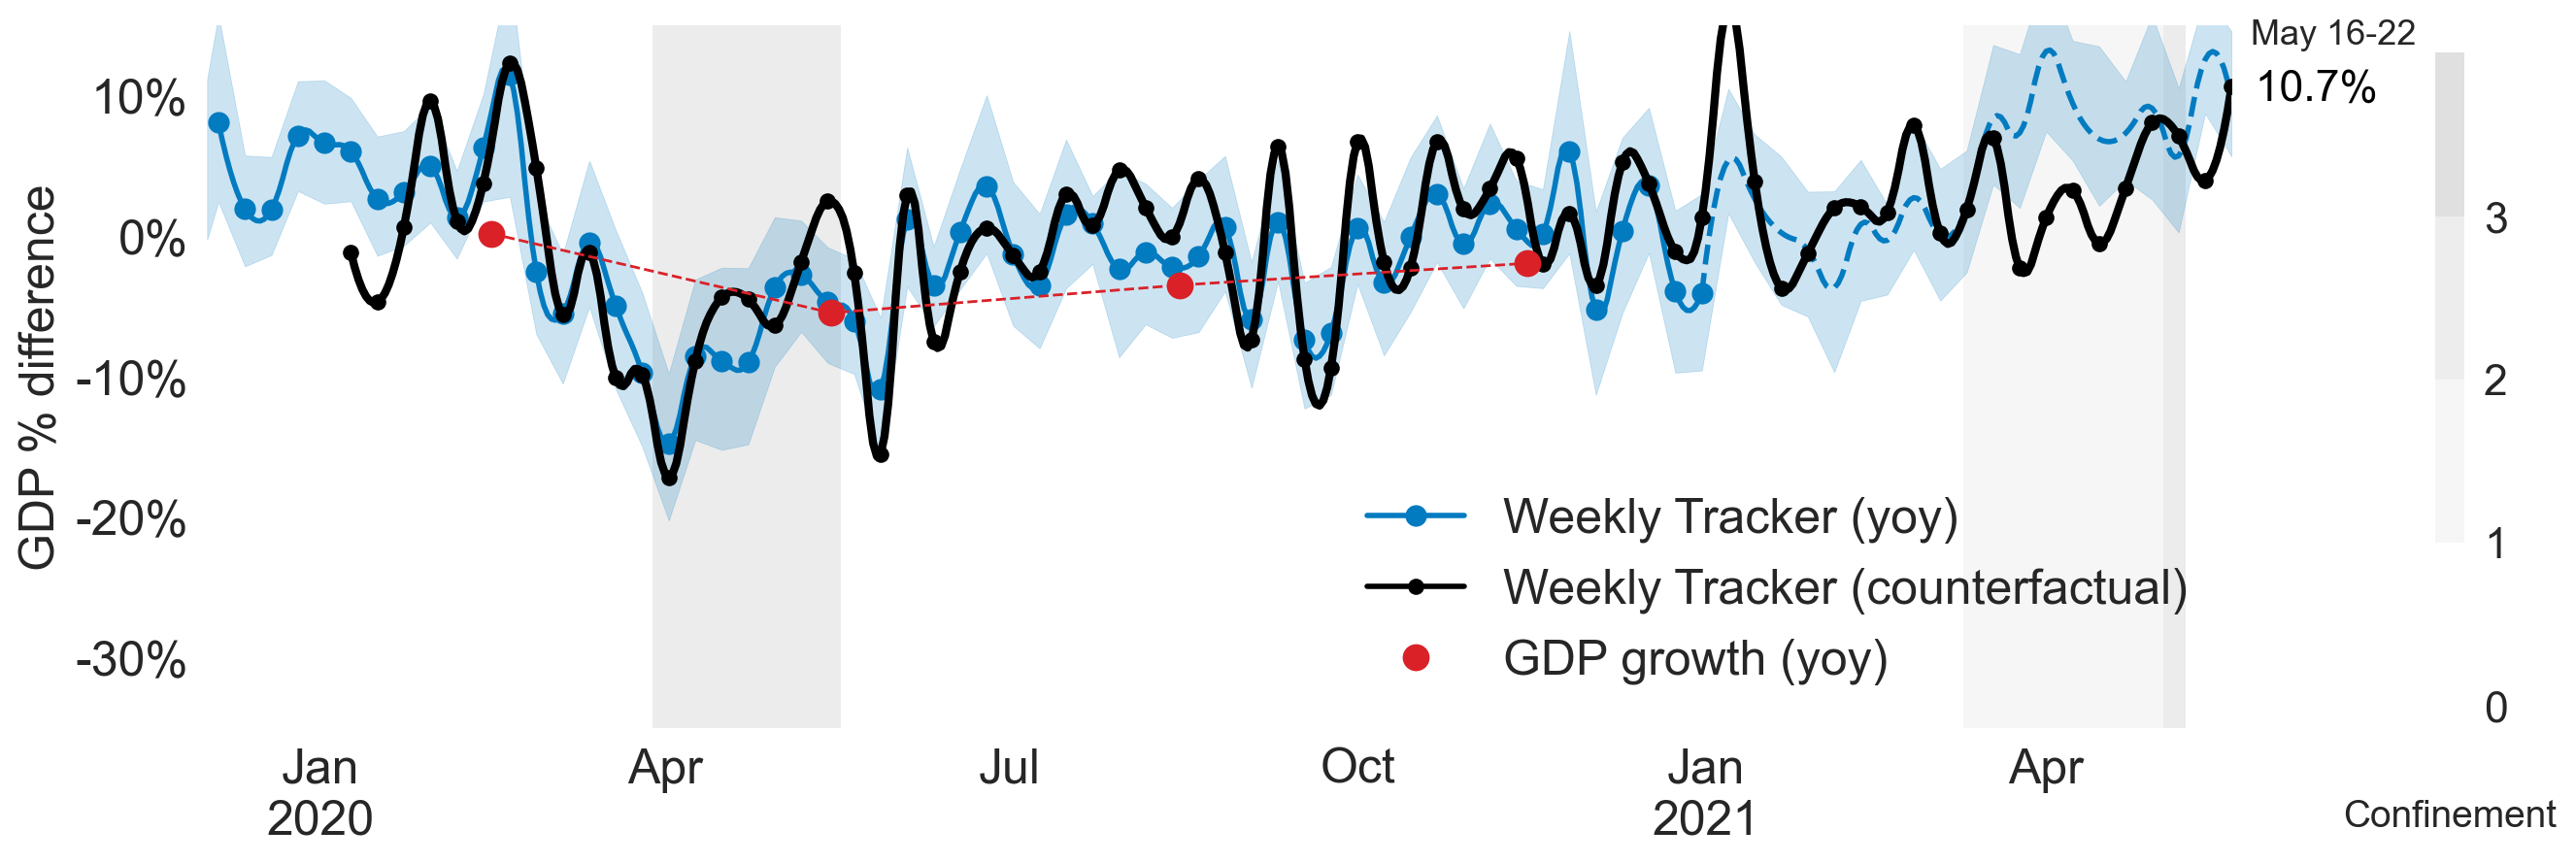 May 16-22
10.7%
GDP % difference
10%
0%
-10%
-20%
-30%
Weekly Tracker (yoy)
Weekly Tracker (counterfactual)
GDP growth (yoy)
3
2
1
0
Jan
2020
Apr
Jul
Oct
Jan
2021
Apr
Confinement